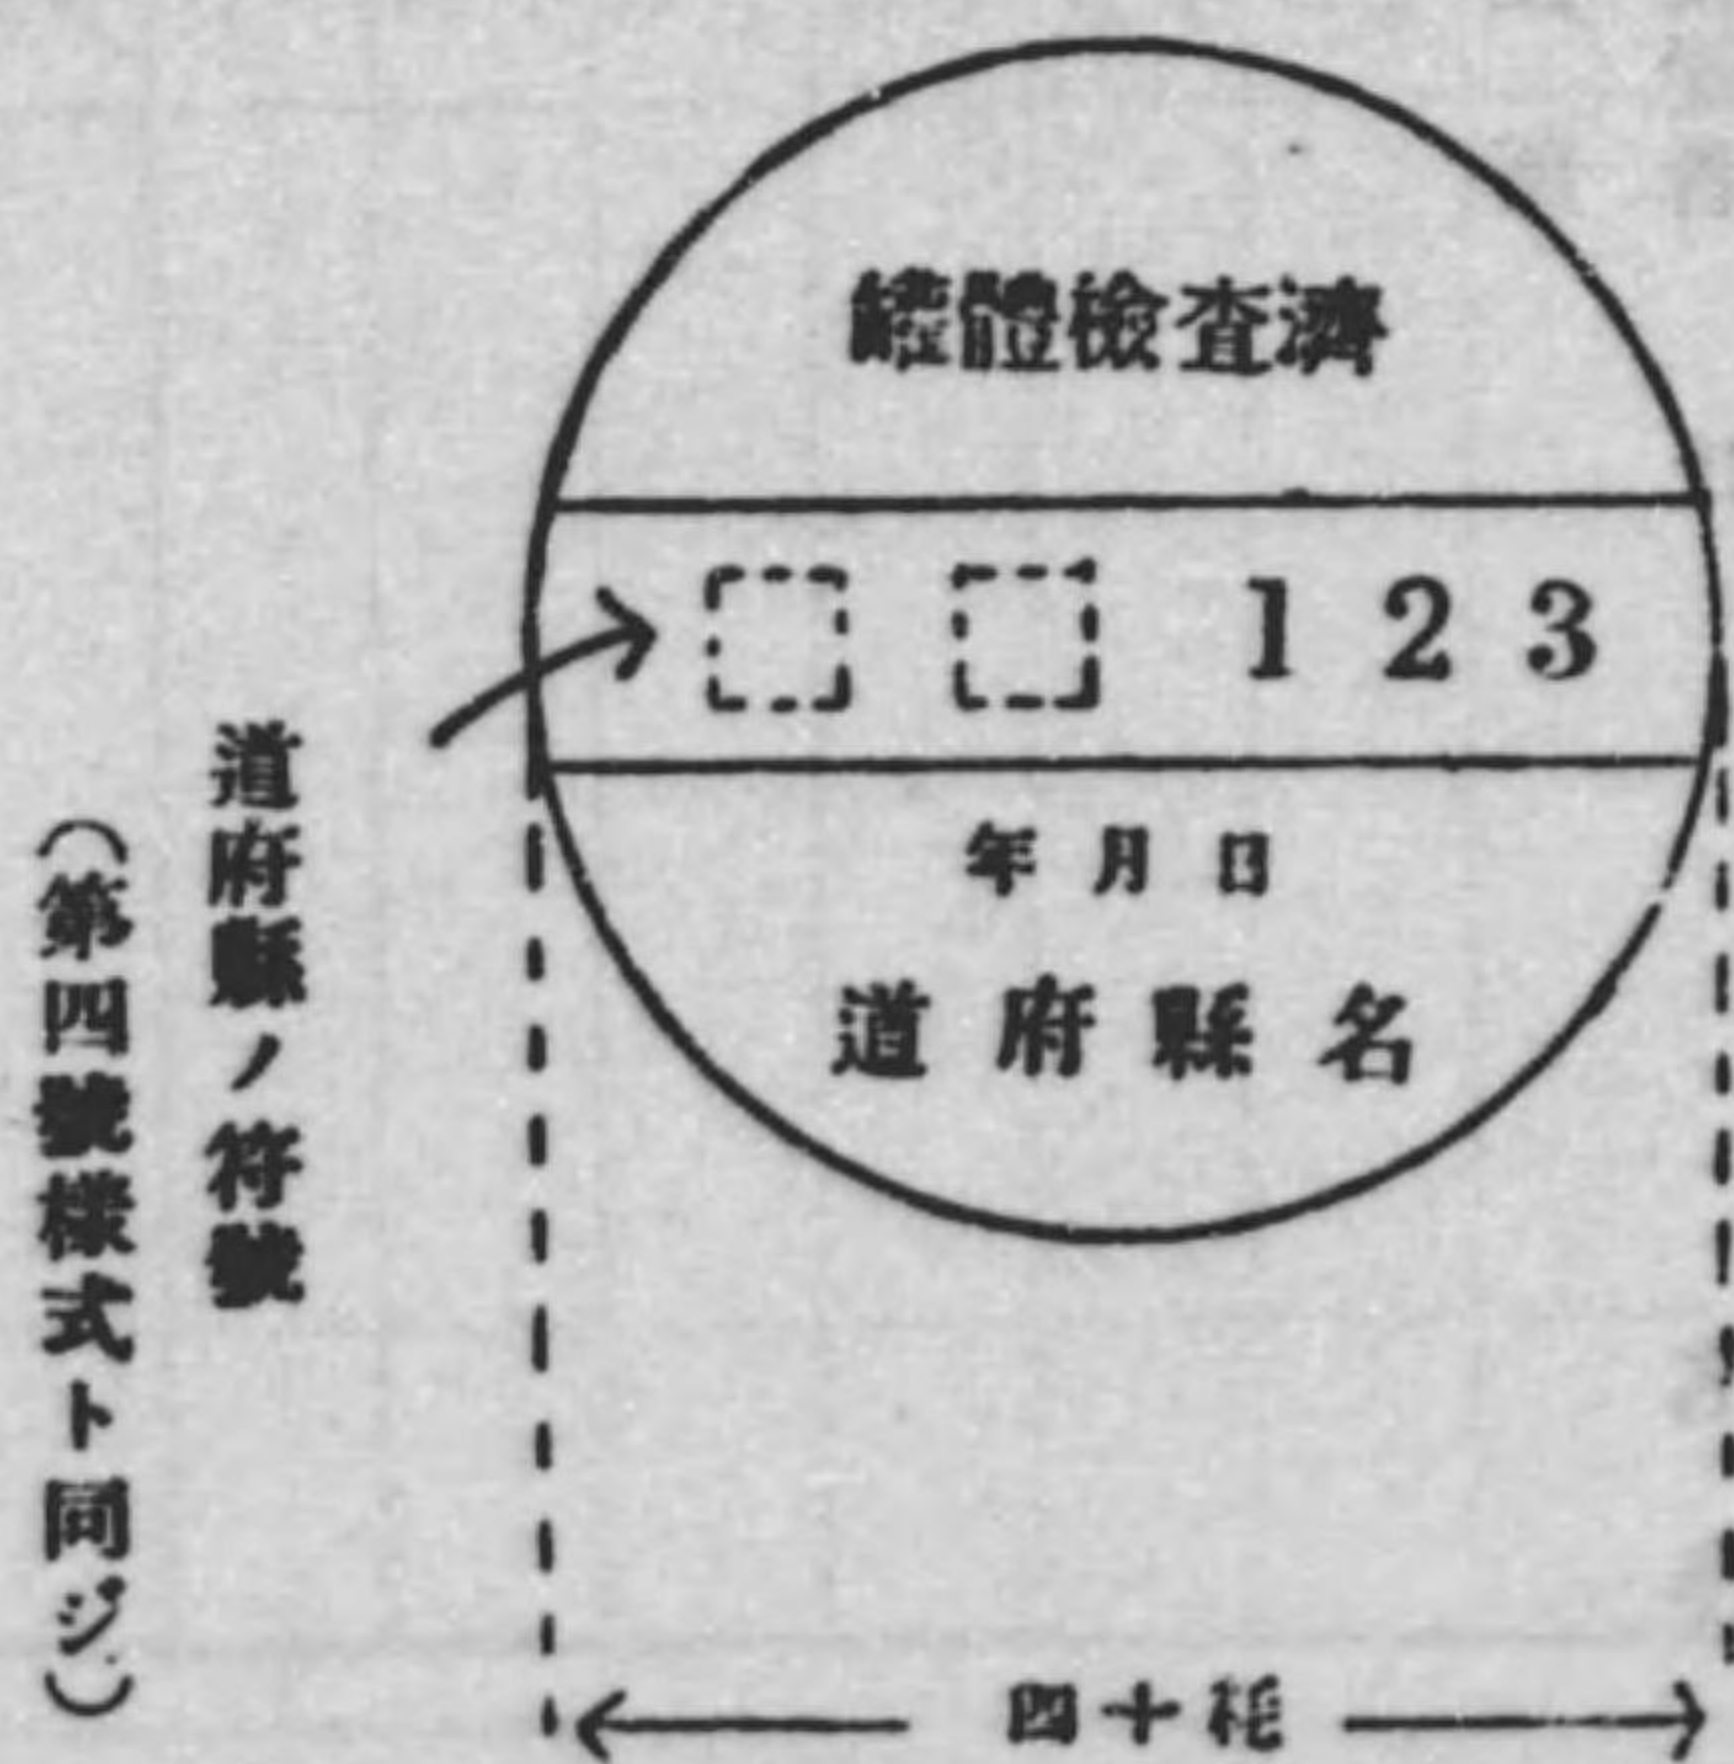 罐體檢查濟
□□123
年月日
道府縣名
道府縣ノ符號
（第四號樣式ト同ジ）
四十粍